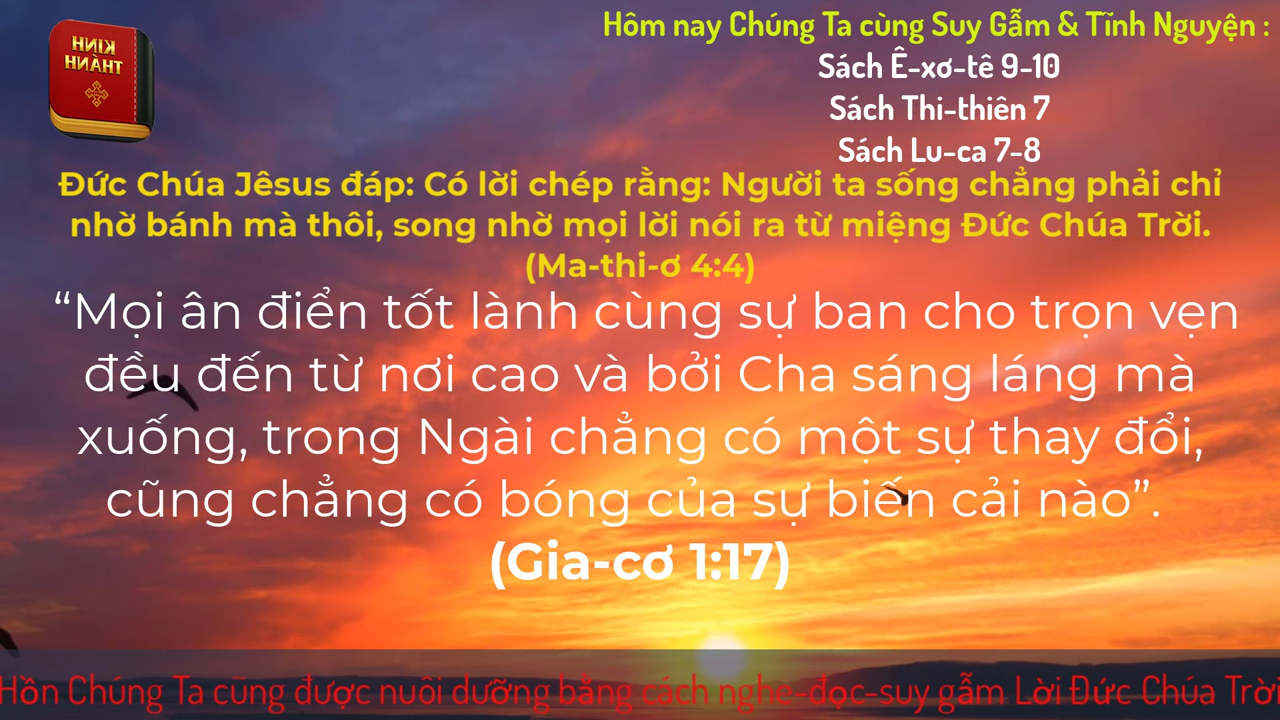 KINH
THÁNH
Hôm nay Chúng Ta cùng Suy Gẫm & Tĩnh Nguyện :
Sách Ê-xơ-tê 9-10
Sách Thi-thiên 7
Sách Lu-ca 7-8
Đức Chúa Jêsus đáp: Có lời chép rằng: Người ta sống chẳng phải chỉ
nhờ bánh mà thôi, song nhờ mọi lời nói ra từ miệng Đức Chúa Trời.
(Ma-thi-ơ 4:4)
“Mọi ân điển tốt lành cùng sự ban cho trọn vẹn
đều đến từ nơi cao và bởi Cha sáng láng mà
xuống, trong Ngài chẳng có một sự thay đổi,
cũng chẳng có bóng của sự biến cải nào”.
(Gia-cơ 1:17)
Hồn Chúng Ta cũng được nuôi dưỡng bằng cách nghe-đọc-suy gẫm Lời Đức Chúa Trời